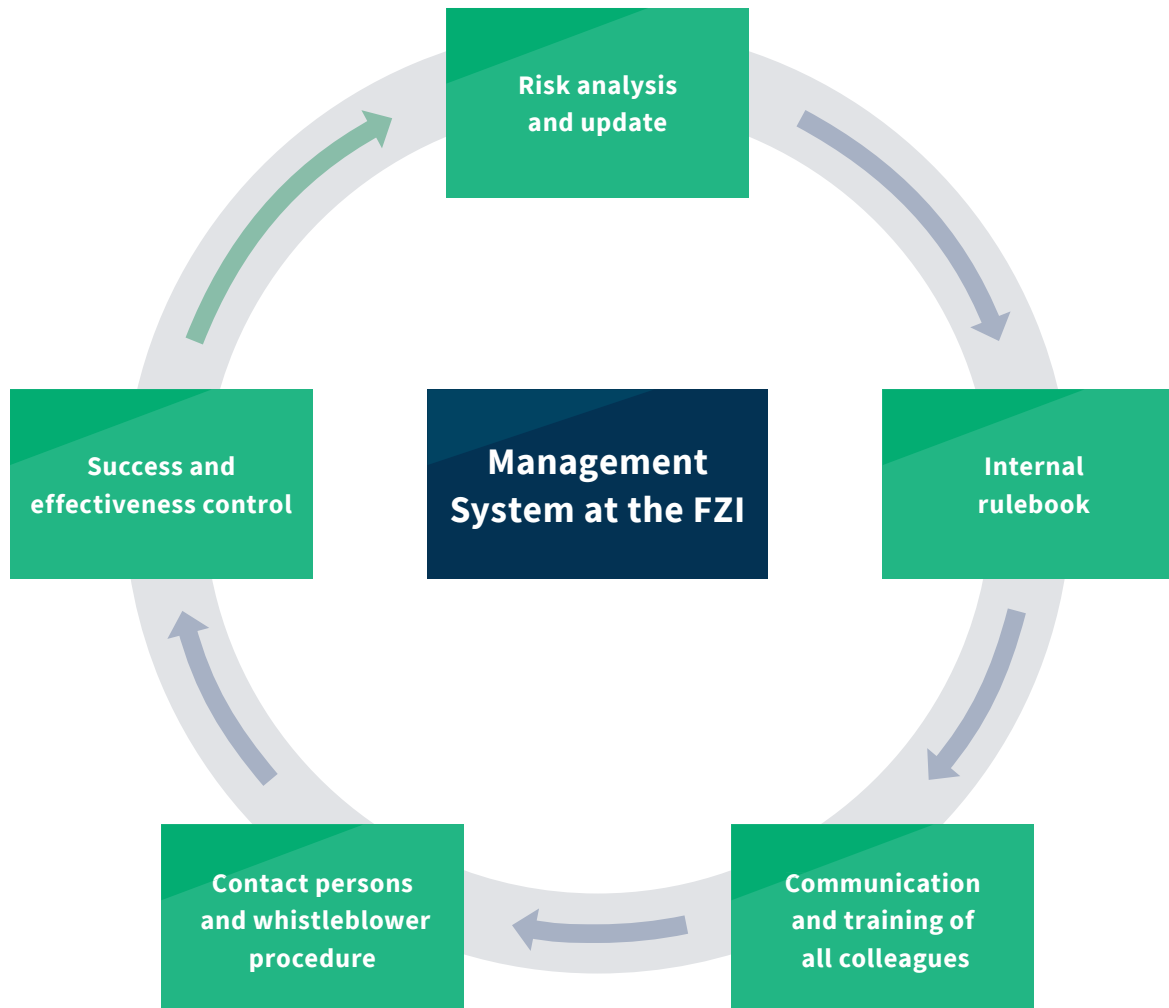 Risk analysis
and update
Success and
effectiveness control
Management
System at the FZI
Internal
rulebook
Contact persons
and whistleblower
procedure
Communication
and training of
all colleagues